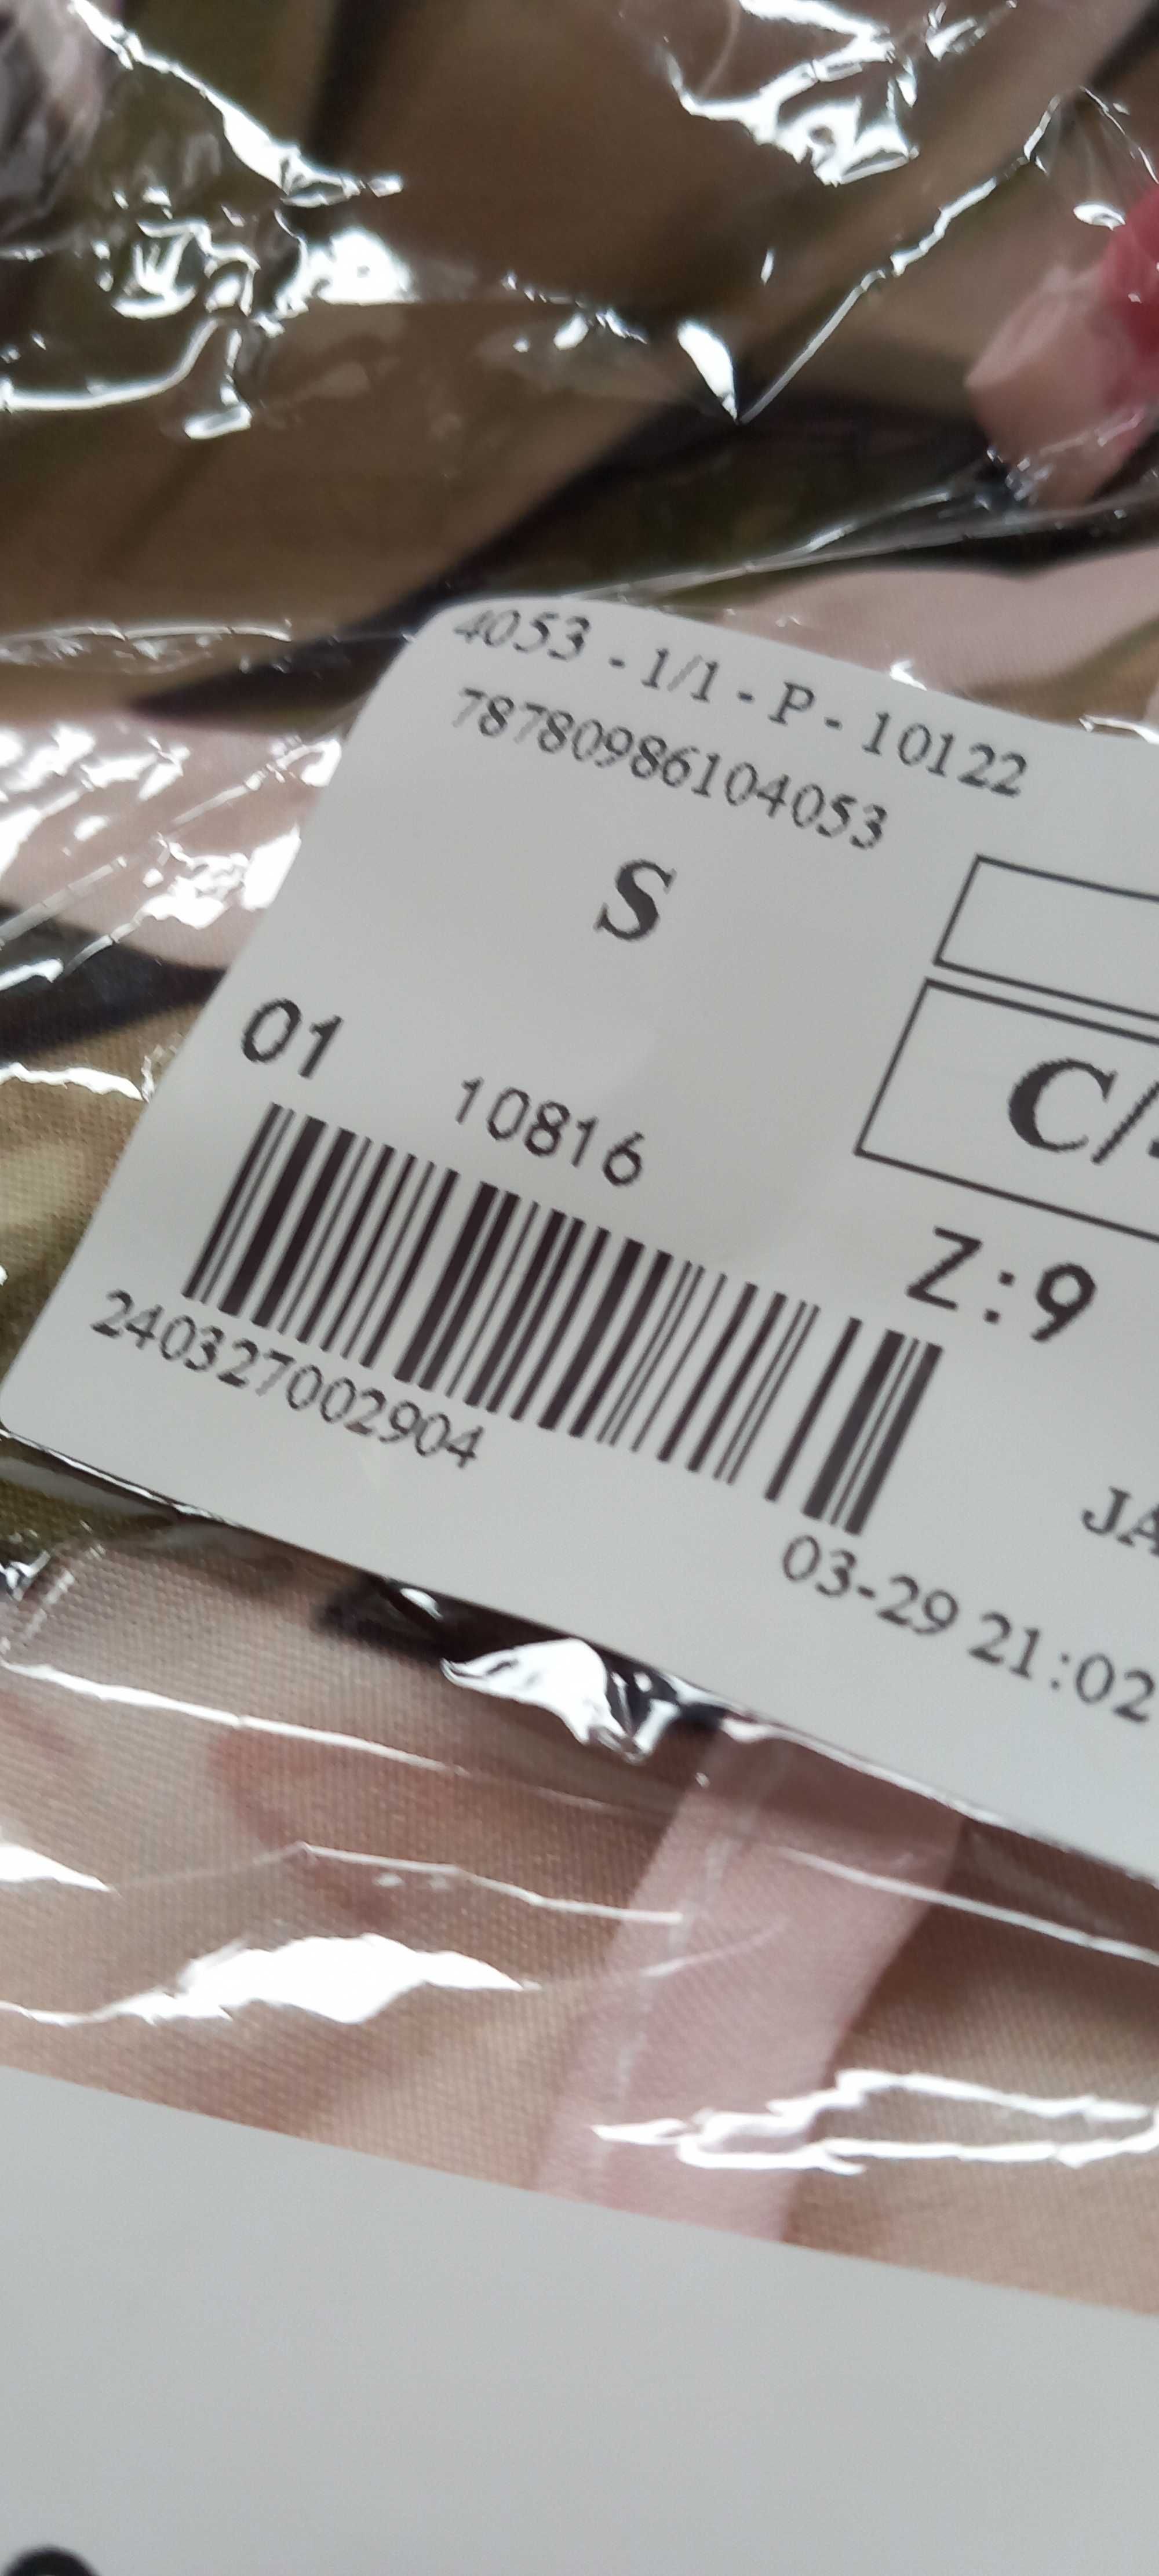 4053 - 1/1 - P - 10122
78780986104053
S
C/
01
10816
Z:9
240327002904
JA
03-29 21:02